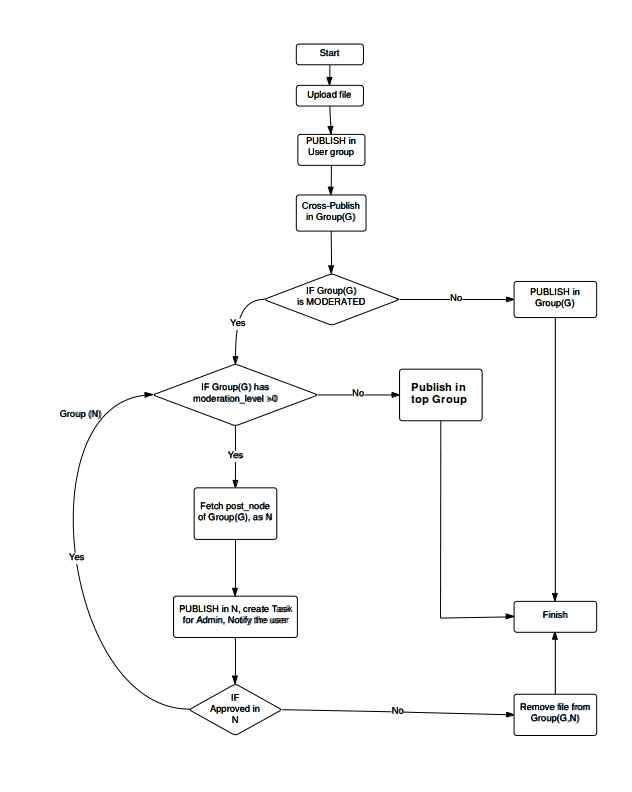 Start
Upload file
PUBLISH in
User group
Cross-Publish
in Group(G)
IF Group(G)
is MODERATED
No
PUBLISH in
Group(G)
Yes
IF Group(G) has
moderation_level >0
No
Publish in
top Group
Group (N)
Yes
Fetch post_node
of Group(G), as N
Yes
PUBLISH in N, create Task
for Admin, Notify the user
Finish
IF
Approved in
N
No
Remove file from
Group(G,N)